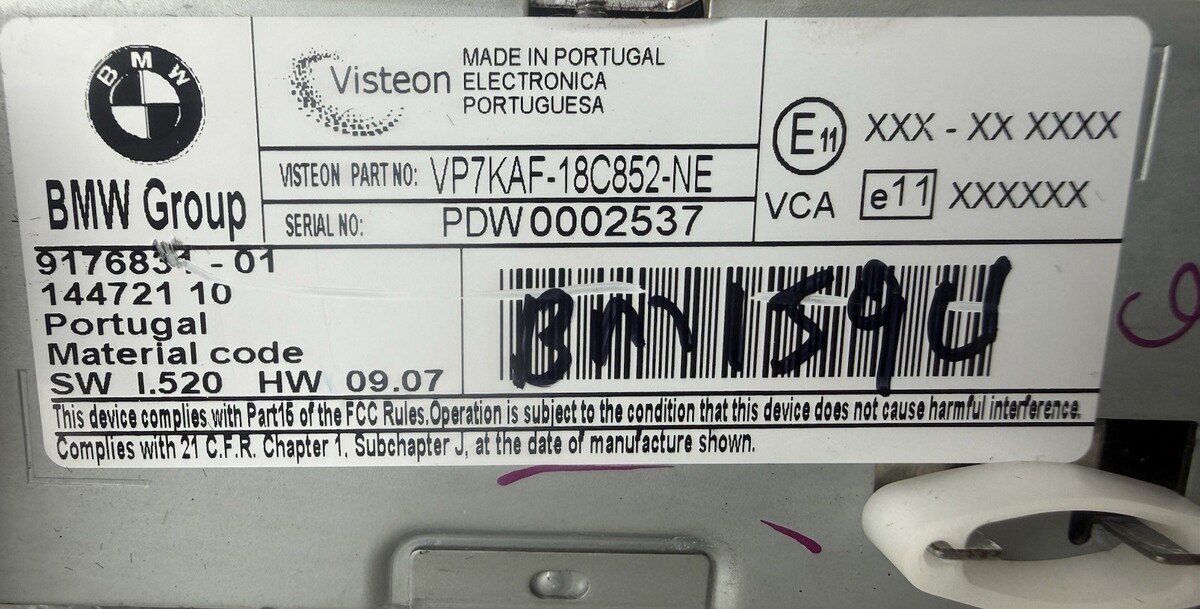 BMW
BMW Group
Visteon
MADE IN PORTUGAL
ELECTRONICA
PORTUGUESA
VISTEON PART NO: VP7KAF-18C852-NE
SERIAL NO: PDW0002537
E11 XXX - XX XXXX
VCA e11 XXXXXX
- 01
144721 10
Portugal
Material code
SW I.520 HW 09.07
BM159U
This device complies with Part15 of the FCC Rules.Operation is subject to the condition that this device does not cause harmful interference.
Complies with 21 C.F.R. Chapter 1, Subchapter J, at the date of manufacture shown.